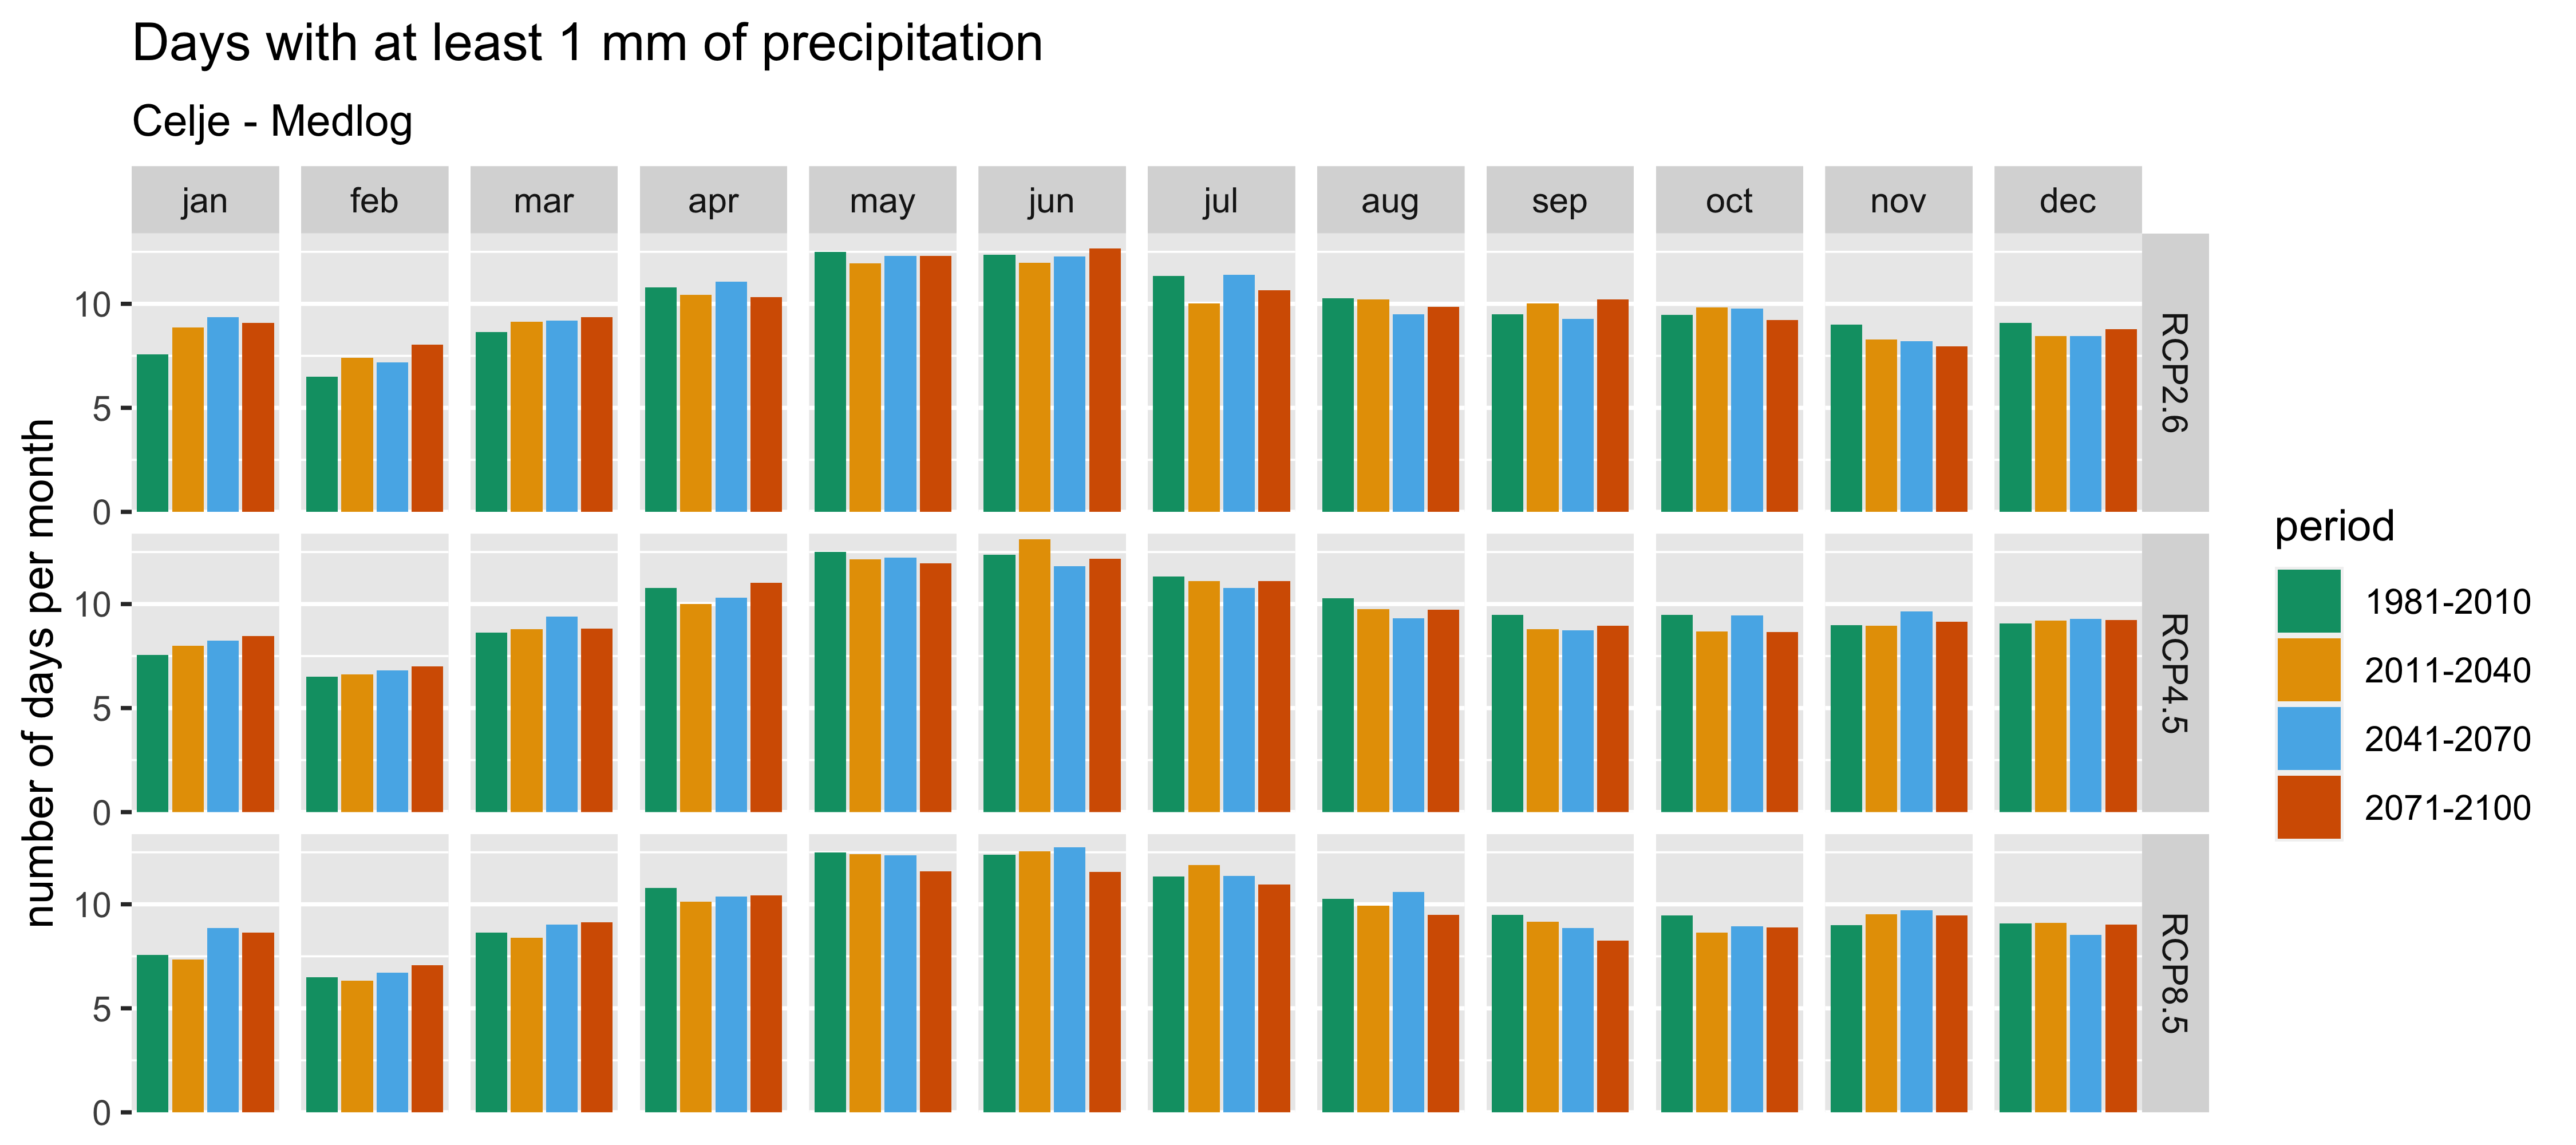 Days with at least 1 mm of precipitation
Celje - Medlog
jan feb mar apr may jun jul aug sep oct nov dec
number of days per month
10
5
0
RCP2.6
10
5
0
RCP4.5
10
5
0
RCP8.5
period
1981-2010
2011-2040
2041-2070
2071-2100